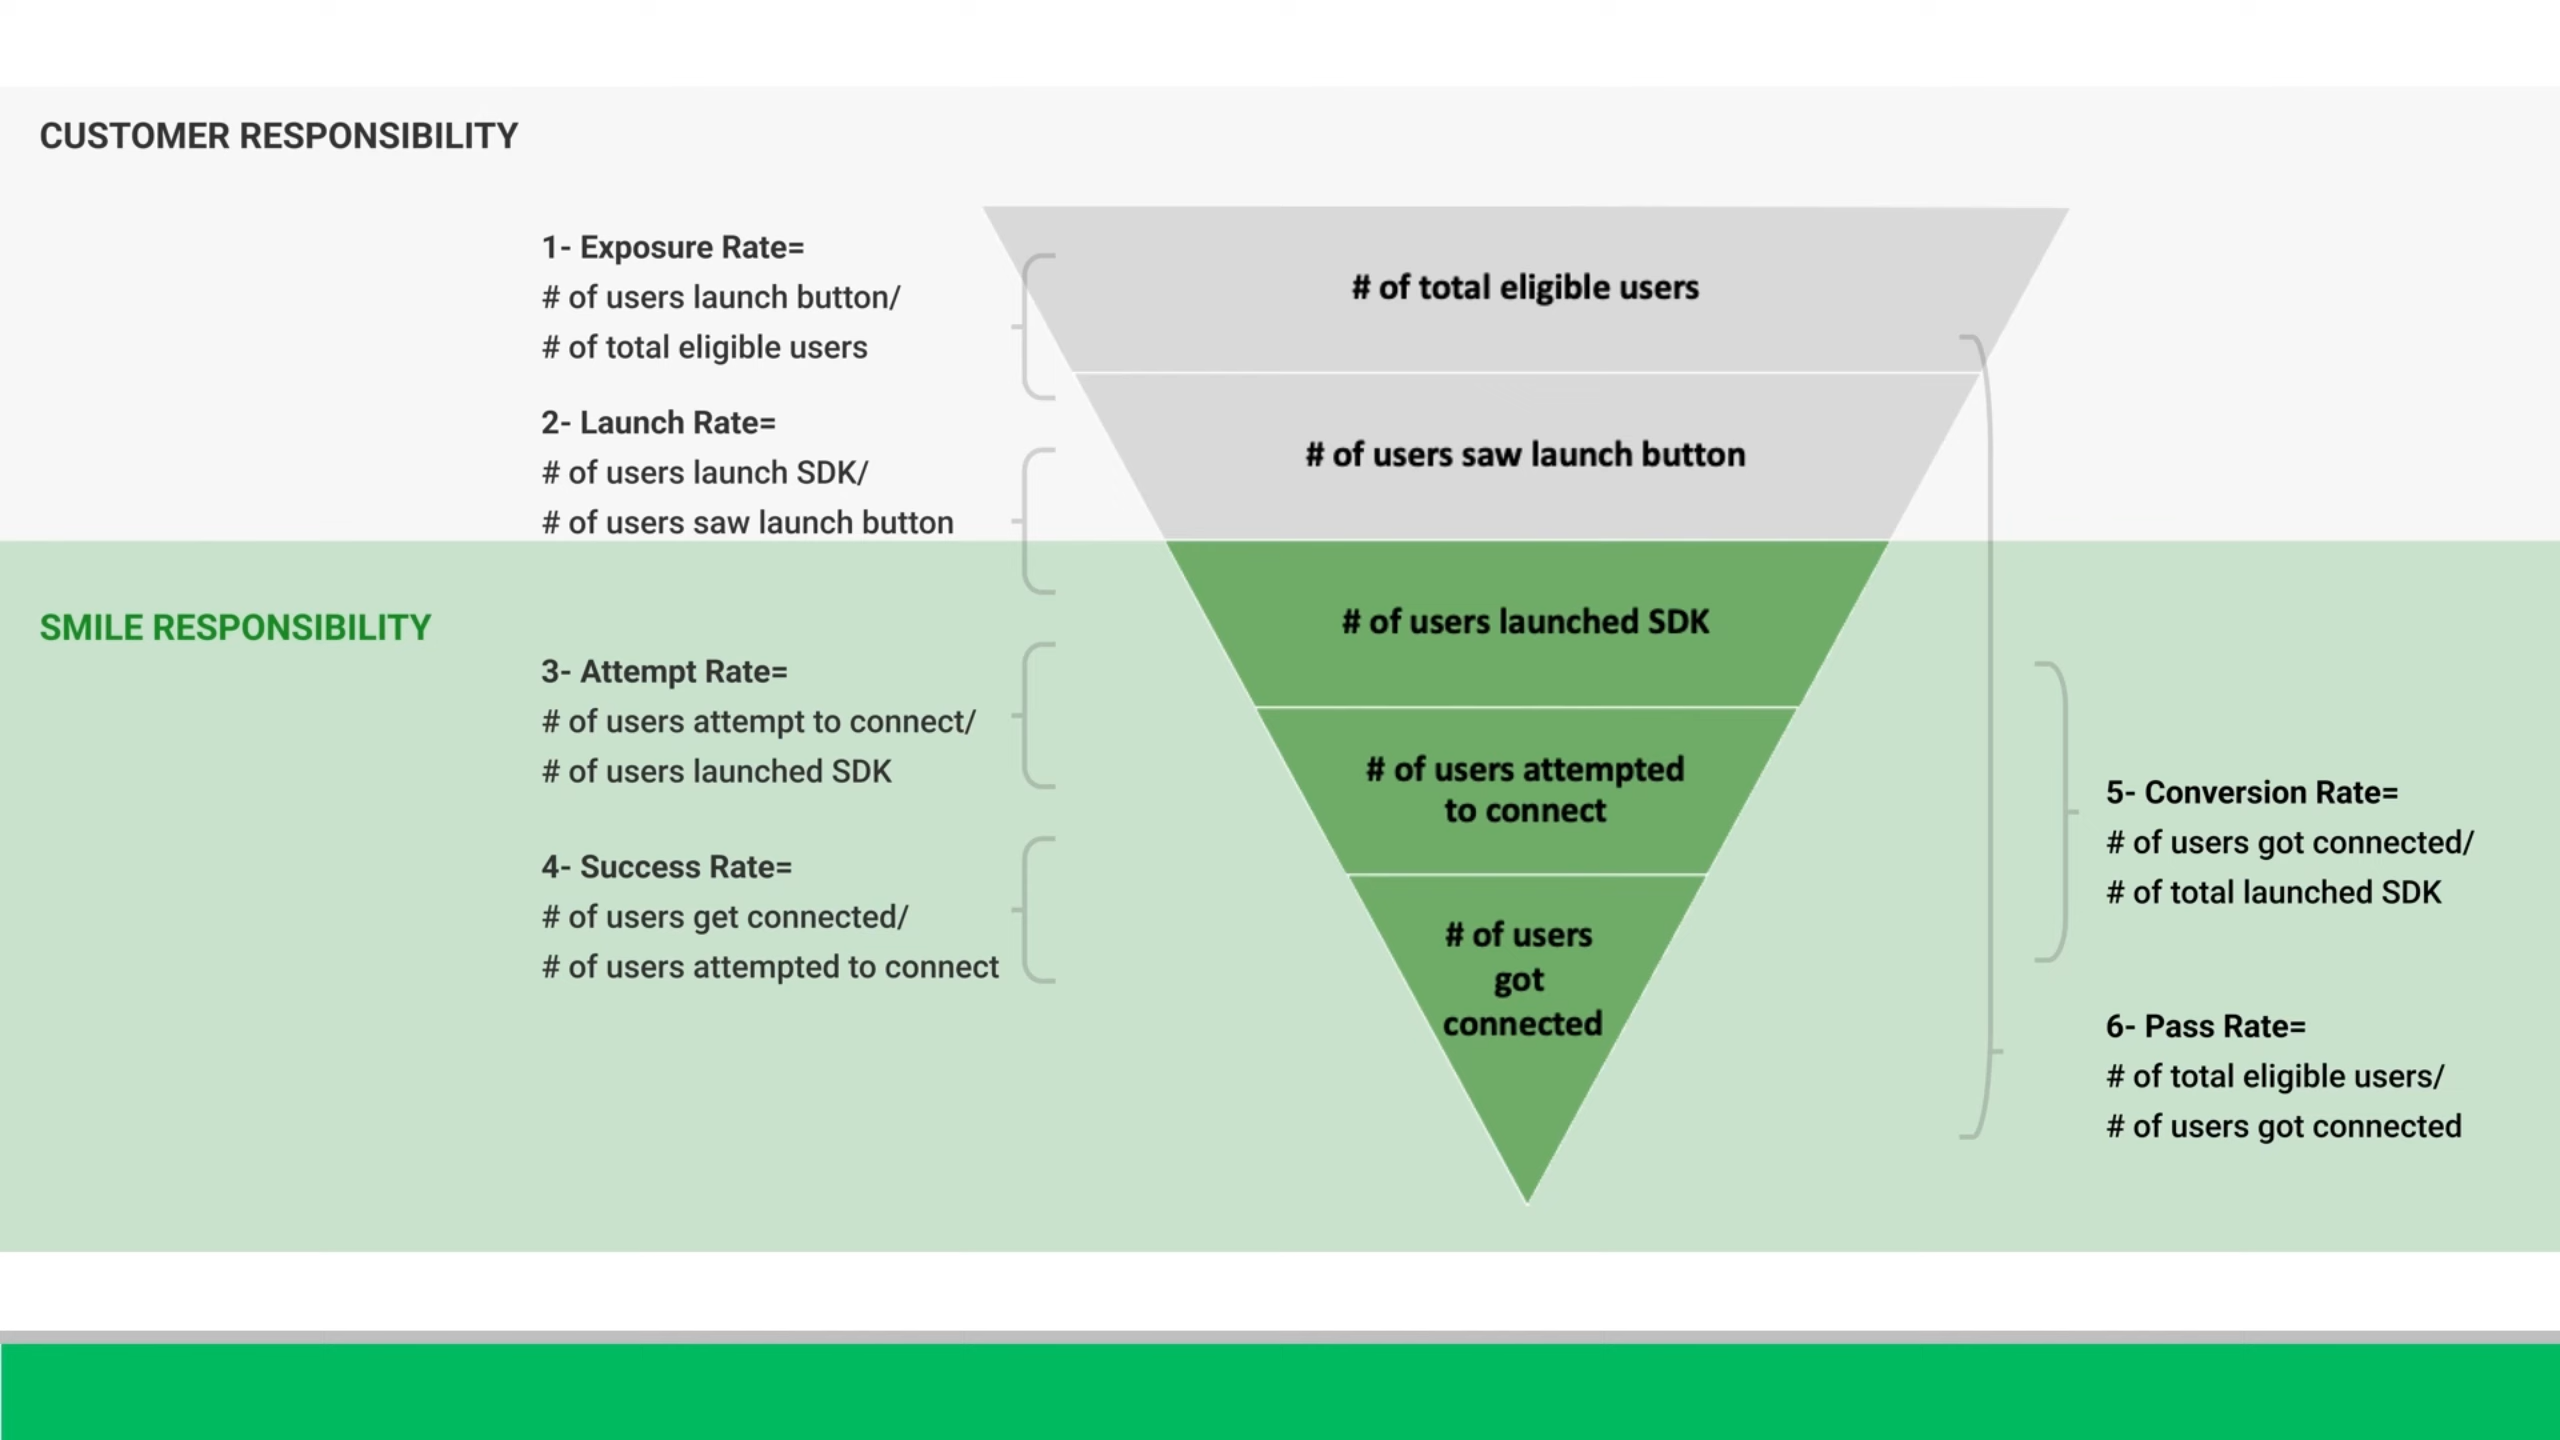 CUSTOMER RESPONSIBILITY
1- Exposure Rate=
# of users launch button/
# of total eligible users
2- Launch Rate=
# of users launch SDK/
# of users saw launch button
SMILE RESPONSIBILITY
3- Attempt Rate=
# of users attempt to connect/
# of users launched SDK
4- Success Rate=
# of users get connected/
# of users attempted to connect
# of total eligible users
# of users saw launch button
# of users launched SDK
# of users attempted
to connect
# of users
got
connected
5- Conversion Rate=
# of users got connected/
# of total launched SDK
6- Pass Rate=
# of total eligible users/
# of users got connected